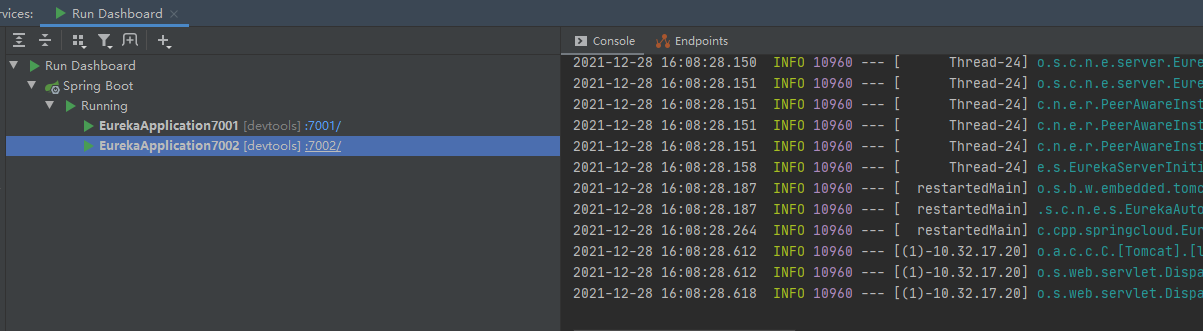 rvices: Run Dashboard
Console Endpoints
Run Dashboard
Spring Boot
Running
EurekaApplication7001 [devtools] :7001/
EurekaApplication7002 [devtools] :7002/
2021-12-28 16:08:28.150 INFO 10960 --- [ Thread-24] o.s.c.n.e.server.Eure
2021-12-28 16:08:28.151 INFO 10960 --- [ Thread-24] o.s.c.n.e.server.Eure
2021-12-28 16:08:28.151 INFO 10960 --- [ Thread-24] c.n.e.r.PeerAwareInst
2021-12-28 16:08:28.151 INFO 10960 --- [ Thread-24] c.n.e.r.PeerAwareInst
2021-12-28 16:08:28.151 INFO 10960 --- [ Thread-24] c.n.e.r.PeerAwareInst
2021-12-28 16:08:28.158 INFO 10960 --- [ Thread-24] e.s.EurekaServerIniti
2021-12-28 16:08:28.187 INFO 10960 --- [ restartedMain] o.s.b.w.embedded.tomc
2021-12-28 16:08:28.187 INFO 10960 --- [ restartedMain] .s.c.n.e.s.EurekaAuto
2021-12-28 16:08:28.264 INFO 10960 --- [ restartedMain] c.cpp.springcloud.Eur
2021-12-28 16:08:28.612 INFO 10960 --- [(1)-10.32.17.20] o.a.c.c.C.[Tomcat].[l
2021-12-28 16:08:28.612 INFO 10960 --- [(1)-10.32.17.20] o.s.web.servlet.Dispa
2021-12-28 16:08:28.618 INFO 10960 --- [(1)-10.32.17.20] o.s.web.servlet.Dispa